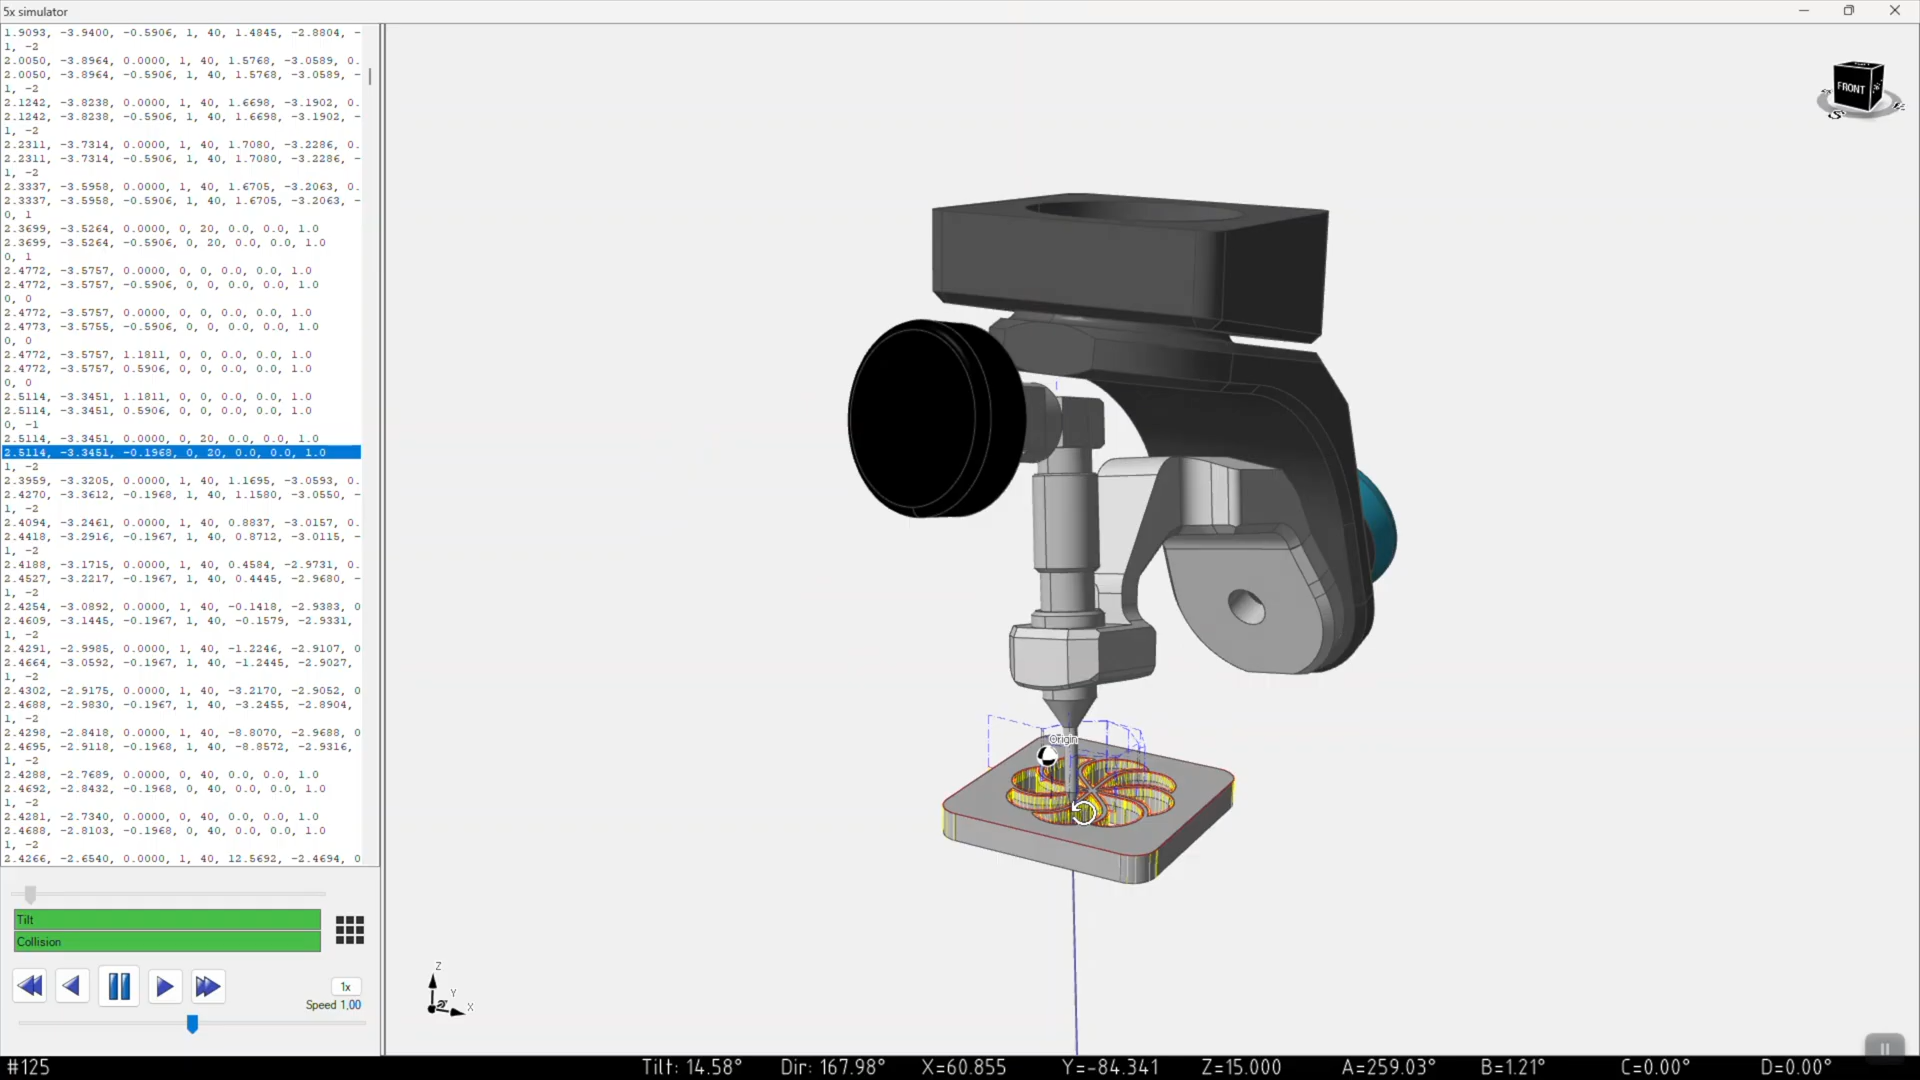 5x simulator
1.9093, -3.9400, -0.5906, 1, 40, 1.4845, -2.8804, -
1, -2
2.0050, -3.8964, 0.0000, 1, 40, 1.5768, -3.0589, 0.
2.0050, -3.8964, -0.5906, 1, 40, 1.5768, -3.0589, -
1, -2
2.1242, -3.8238, 0.0000, 1, 40, 1.6698, -3.1902, 0.
2.1242, -3.8238, -0.5906, 1, 40, 1.6698, -3.1902, -
1, -2
2.2311, -3.7314, 0.0000, 1, 40, 1.7080, -3.2286, 0.
2.2311, -3.7314, -0.5906, 1, 40, 1.7080, -3.2286, -
1, -2
2.3337, -3.5958, 0.0000, 1, 40, 1.6705, -3.2063, 0.
2.3337, -3.5958, -0.5906, 1, 40, 1.6705, -3.2063, -
0, 1
2.3699, -3.5264, 0.0000, 0, 20, 0.0, 0.0, 1.0
2.3699, -3.5264, -0.5906, 0, 20, 0.0, 0.0, 1.0
0, 1
2.4772, -3.5757, 0.0000, 0, 0, 0.0, 0.0, 1.0
2.4772, -3.5757, -0.5906, 0, 0, 0.0, 0.0, 1.0
0, 0
2.4772, -3.5757, 0.0000, 0, 0, 0.0, 0.0, 1.0
2.4773, -3.5755, -0.5906, 0, 0, 0.0, 0.0, 1.0
0, 0
2.4772, -3.5757, 1.1811, 0, 0, 0.0, 0.0, 1.0
2.4772, -3.5757, 0.5906, 0, 0, 0.0, 0.0, 1.0
0, 0
2.5114, -3.3451, 1.1811, 0, 0, 0.0, 0.0, 1.0
2.5114, -3.3451, 0.5906, 0, 0, 0.0, 0.0, 1.0
0, -1
2.5114, -3.3451, 0.0000, 0, 20, 0.0, 0.0, 1.0
2.5114, -3.3451, -0.1968, 0, 20, 0.0, 0.0, 1.0
1, -2
2.3959, -3.3205, 0.0000, 1, 40, 1.1695, -3.0593, 0.
2.4270, -3.3612, -0.1968, 1, 40, 1.1580, -3.0550, -
1, -2
2.4094, -3.2461, 0.0000, 1, 40, 0.8837, -3.0157, 0.
2.4418, -3.2916, -0.1967, 1, 40, 0.8712, -3.0115, -
1, -2
2.4188, -3.1715, 0.0000, 1, 40, 0.4584, -2.9731, 0.
2.4527, -3.2217, -0.1967, 1, 40, 0.4445, -2.9680, -
1, -2
2.4254, -3.0892, 0.0000, 1, 40, -0.1418, -2.9383, 0
2.4609, -3.1445, -0.1967, 1, 40, -0.1579, -2.9331,
1, -2
2.4291, -2.9985, 0.0000, 1, 40, -1.2246, -2.9107, 0
2.4664, -3.0592, -0.1967, 1, 40, -1.2445, -2.9027,
1, -2
2.4302, -2.9175, 0.0000, 1, 40, -3.2170, -2.9052, 0
2.4688, -2.9830, -0.1967, 1, 40, -3.2455, -2.8904,
1, -2
2.4298, -2.8418, 0.0000, 1, 40, -8.8070, -2.9688, 0
2.4695, -2.9118, -0.1968, 1, 40, -8.8572, -2.9316,
1, -2
2.4288, -2.7689, 0.0000, 0, 40, 0.0, 0.0, 1.0
2.4692, -2.8432, -0.1968, 0, 40, 0.0, 0.0, 1.0
1, -2
2.4281, -2.7340, 0.0000, 0, 40, 0.0, 0.0, 1.0
2.4688, -2.8103, -0.1968, 0, 40, 0.0, 0.0, 1.0
1, -2
2.4266, -2.6540, 0.0000, 1, 40, 12.5692, -2.4694, 0
Tilt
Collision
1x
Speed 1,00
FRONT
S
Origin
Z
Y
X
#125 Tilt: 14.58° Dir: 167.98° X=60.855 Y=-84.341 Z=15.000 A=259.03° B=1.21° C=0.00° D=0.00°